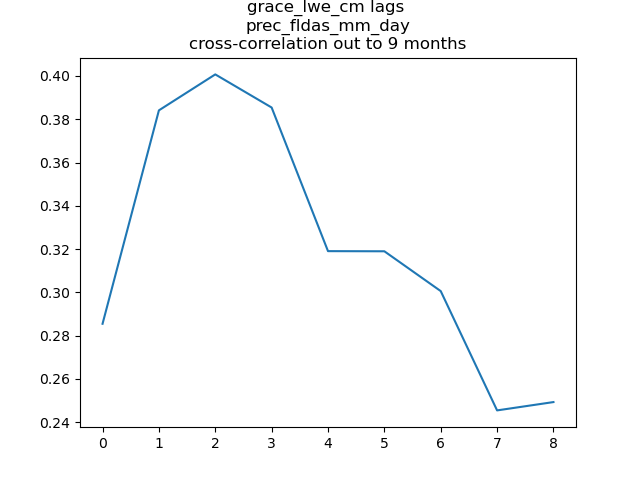 grace_lwe_cm lags
prec_fldas_mm_day
cross-correlation out to 9 months
0.40
0.38
0.36
0.34
0.32
0.30
0.28
0.26
0.24
0 1 2 3 4 5 6 7 8